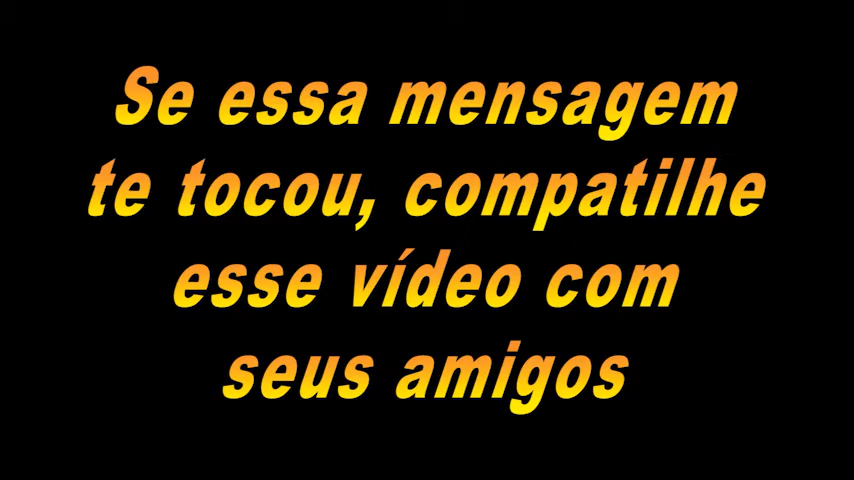 Se essa mensagem
te tocou, compatilhe
esse vídeo com
seus amigos